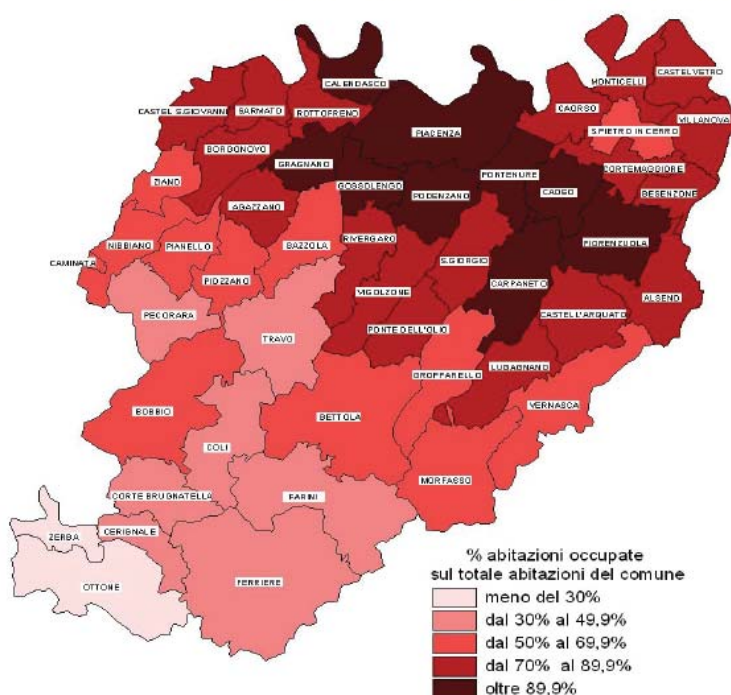 CALENDASCO
CASTELVETRO
MONTICELLI
CASTEL S.GIOVANNI
SARMATO
ROTTOFRENO
CAORSO
VILLANOVA
PIACENZA
S.PIETRO IN CERRO
BORGONOVO
GRAGNANO
PONTENURE
CORTEMAGGIORE
ZIANO
GOSSOLENGO
PODENZANO
CADEO
BESENZONE
AGAZZANO
NIBBIANO
PIANELLO
GAZZOLA
RIVERGARO
FIORENZUOLA
CAMINATA
PIOZZANO
S.GIORGIO
VIGOLZONE
CARPANETO
ALSENO
PECORARA
PONTE DELL'OLIO
CASTELL'ARQUATO
TRAVO
GROPPARELLO
LUGAGNANO
BOBBIO
BETTOLA
VERNASCA
COLI
MORFASSO
CORTE BRUGNATELLA
FARINI
ZERBA
CERIGNALE
OTTONE
FERRIERE
% abitazioni occupate
sul totale abitazioni del comune
meno del 30%
dal 30% al 49,9%
dal 50% al 69,9%
dal 70% al 89,9%
oltre 89,9%